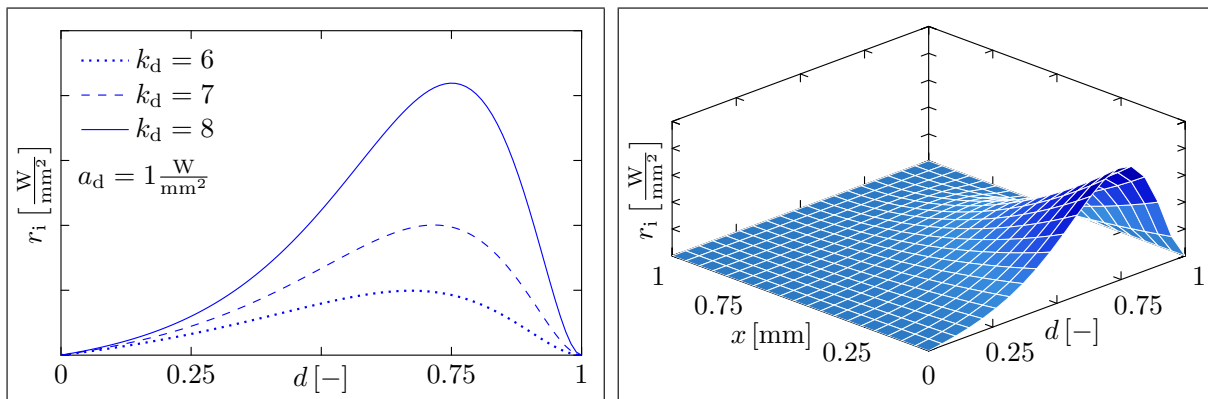 k_d = 6
k_d = 7
k_d = 8
a_d = 1 W/mm²
r_i [W/mm²]
0 0.25 0.75 1
d [−]
r_i [W/mm²]
1
0.75
x [mm]
0.25
0
0.25
d [−]
0.75
1